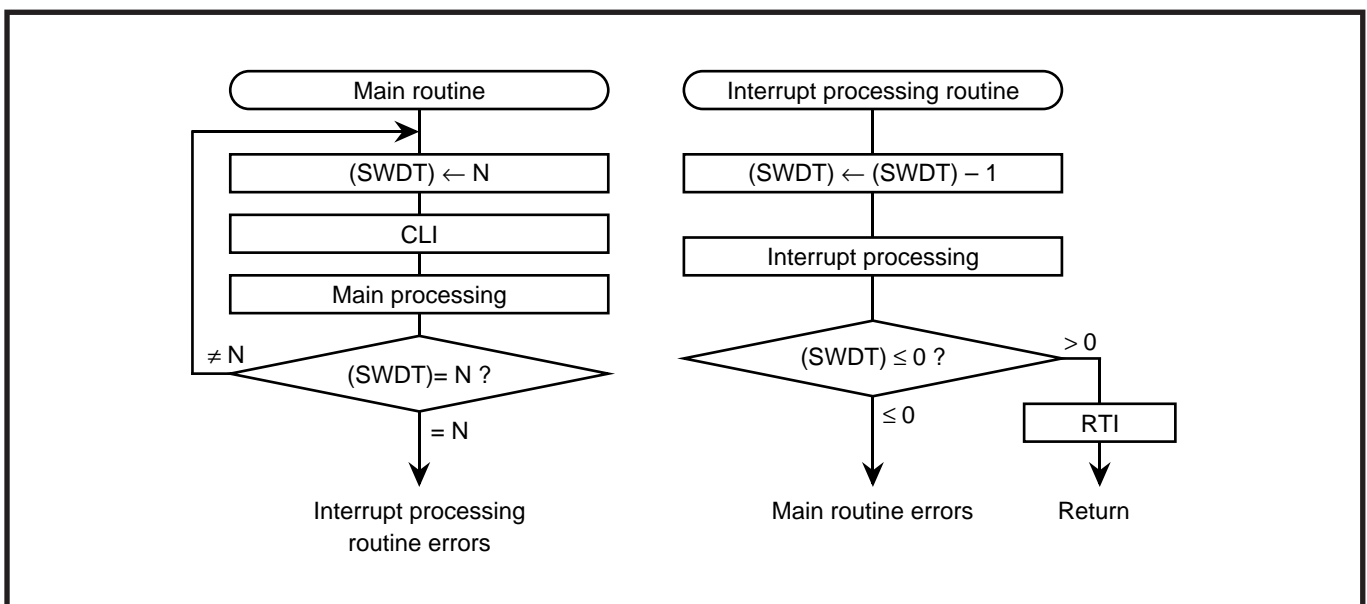 Main routine
(SWDT) ← N
CLI
Main processing
≠ N
(SWDT)= N ?
= N
Interrupt processing
routine errors
Interrupt processing routine
(SWDT) ← (SWDT) – 1
Interrupt processing
> 0
(SWDT) ≤ 0 ?
≤ 0
RTI
Main routine errors
Return